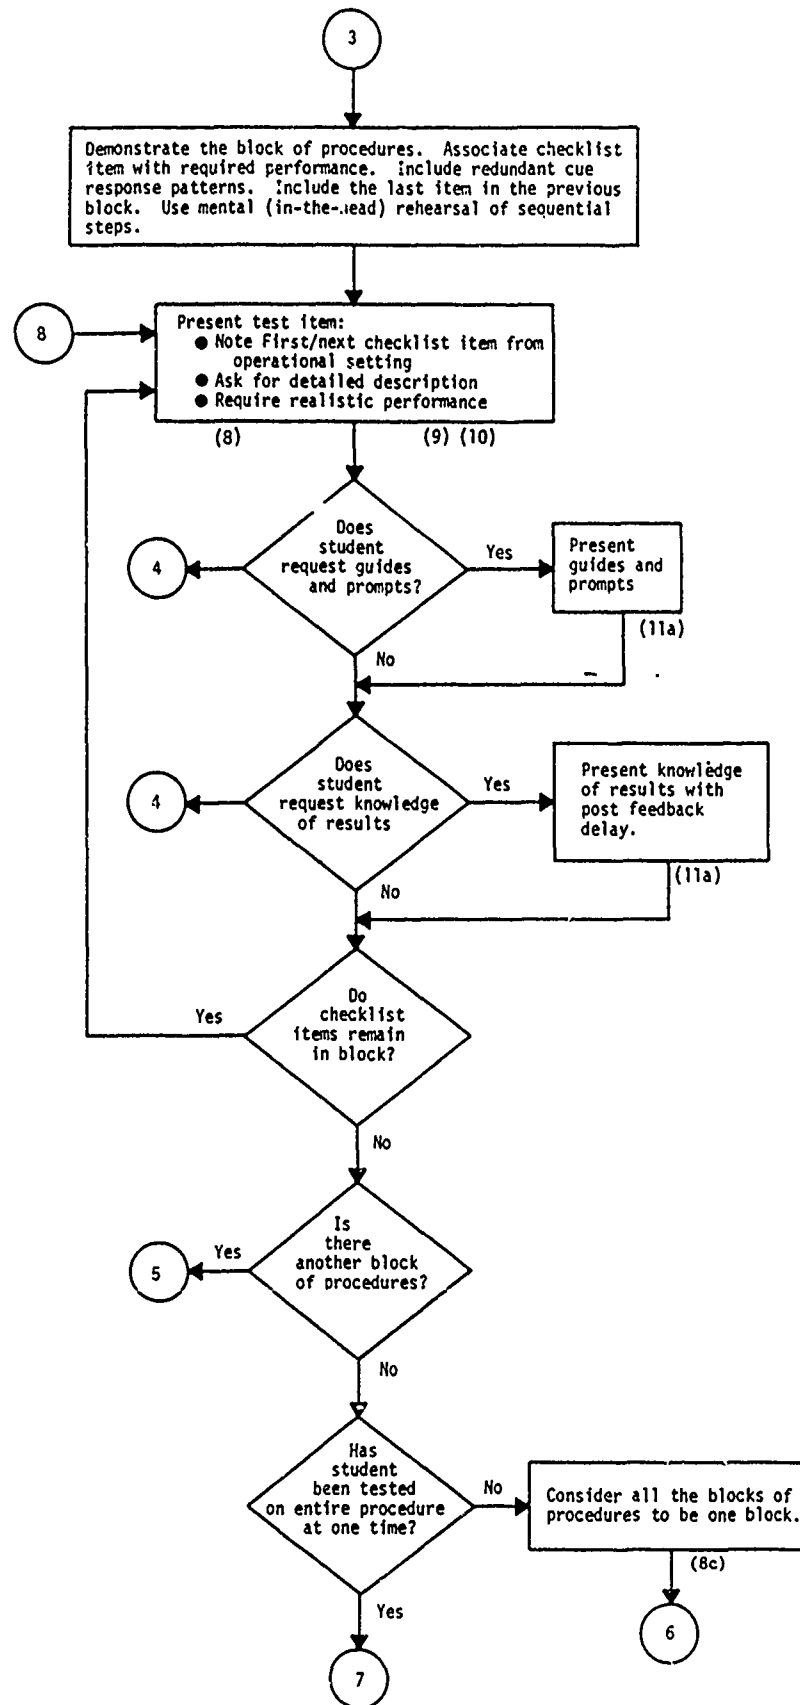 3
Demonstrate the block of procedures. Associate checklist
item with required performance. Include redundant cue
response patterns. Include the last item in the previous
block. Use mental (in-the-.lead) rehearsal of sequential
steps.
8
Present test item:
● Note First/next checklist item from
operational setting
● Ask for detailed description
● Require realistic performance
(8) (9) (10)
Does
student
request guides
and prompts?
4
Yes
Present
guides and
prompts
(11a)
No
Does
student
request knowledge
of results
4
Yes
Present knowledge
of results with
post feedback
delay.
(11a)
No
Do
checklist
items remain
in block?
Yes
No
Is
there
another block
of procedures?
Yes
5
No
Has
student
been tested
on entire procedure
at one time?
No
Consider all the blocks of
procedures to be one block.
(8c)
6
Yes
7